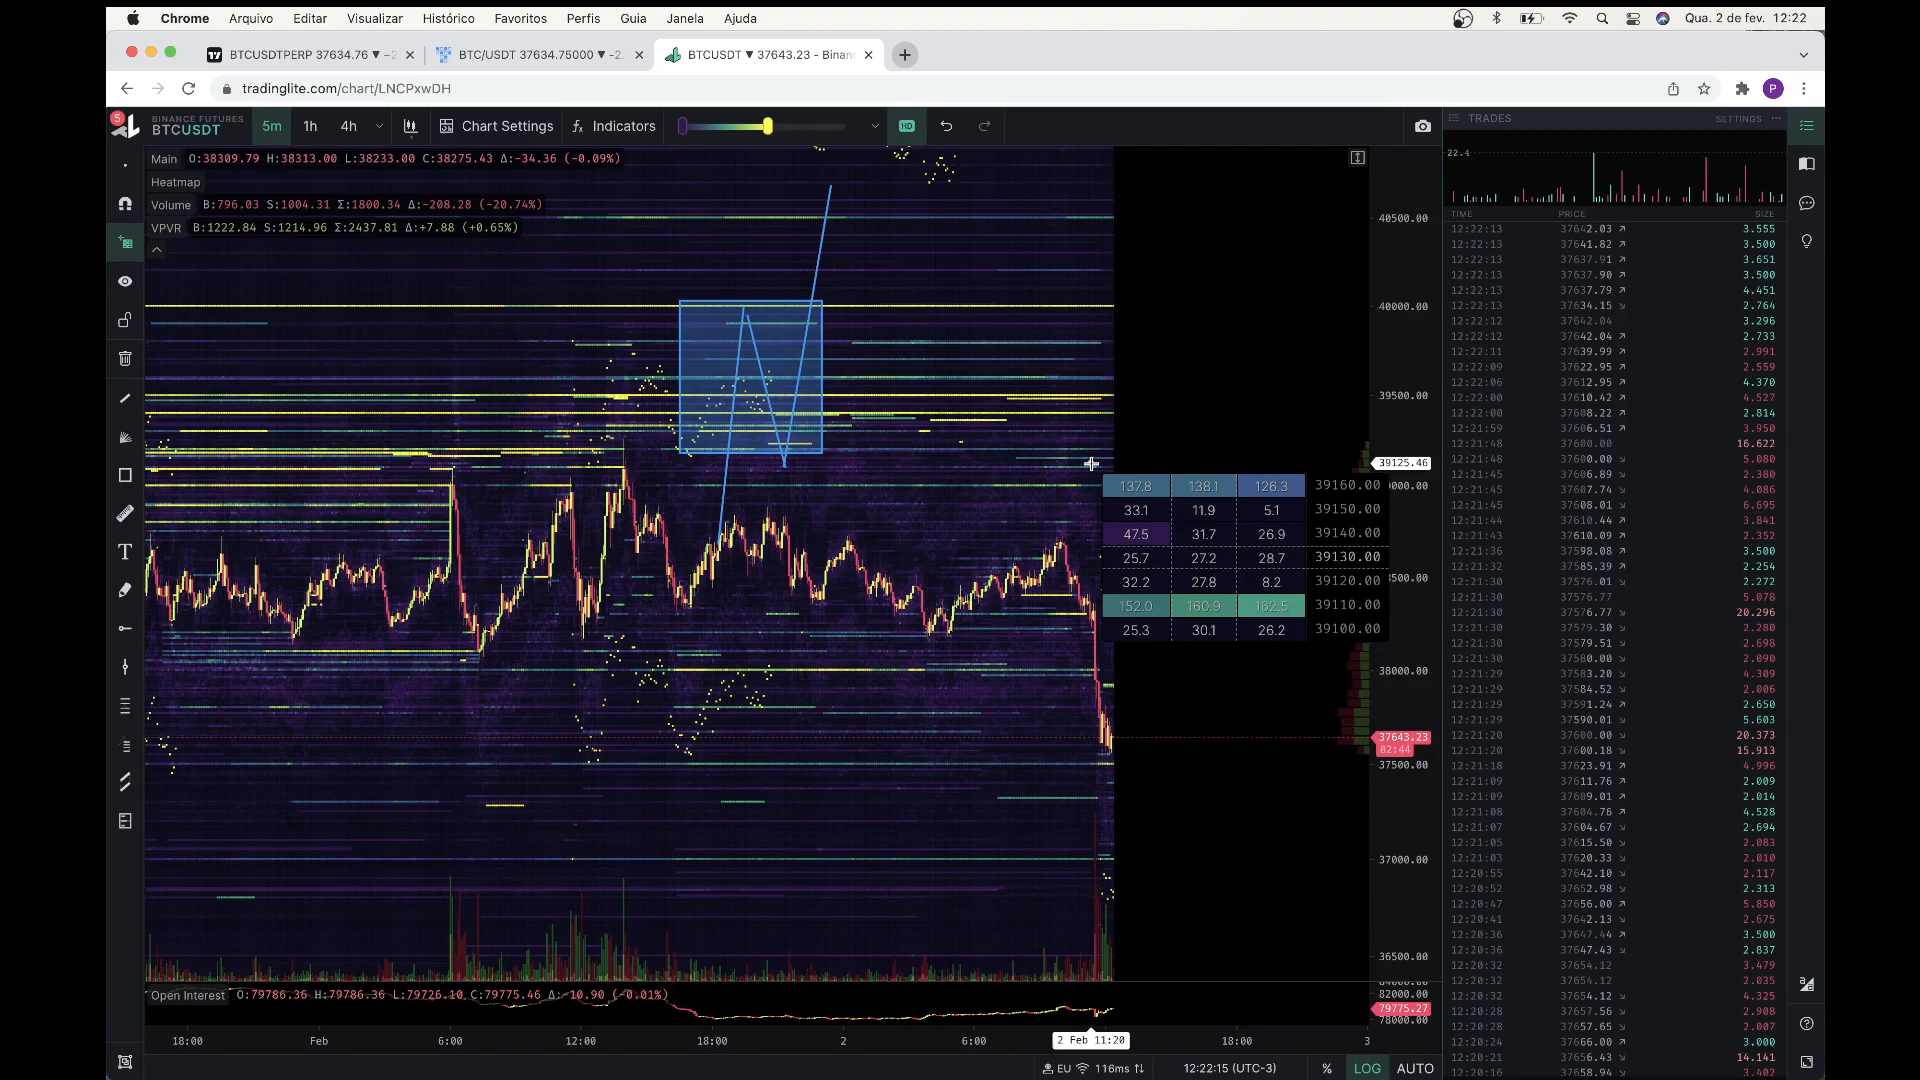 Chrome Arquivo Editar Visualizar Histórico Favoritos Perfis Guia Janela Ajuda Qua. 2 de fev. 12:22
BTCUSDTPERP 37634.76 ▼ −2 BTC/USDT 37634.75000 ▼ -2. BTCUSDT ▼ 37643.23 - Binan
tradinglite.com/chart/LNCPxwDH P
5 BINANCE FUTURES
BTCUSDT 5m 1h 4h Chart Settings fx Indicators HD
TRADES SETTINGS
Main O:38309.79 H:38313.00 L:38233.00 C:38275.43 Δ:-34.36 (-0.09%)
Heatmap
Volume B:796.03 S:1004.31 Σ:1800.34 Δ:-208.28 (-20.74%)
VPVR B:1222.84 S:1214.96 Σ:2437.81 Δ:+7.88 (+0.65%)
40500.00
40000.00
39500.00
39125.46
137.8 138.1 126.3 39160.00
33.1 11.9 5.1 39150.00
47.5 31.7 26.9 39140.00
25.7 27.2 28.7 39130.00
32.2 27.8 8.2 39120.00
152.0 160.9 162.5 39110.00
25.3 30.1 26.2 39100.00
38000.00
37643.23
02:44
37500.00
37000.00
36500.00
Open Interest O:79786.36 H:79786.36 L:79726.10 C:79775.46 Δ:-10.90 (-0.01%)
82000.00
79775.27
78000.00
18:00 Feb 6:00 12:00 18:00 2 6:00 2 Feb 11:20 18:00 3
EU 116ms 12:22:15 (UTC-3) % LOG AUTO
22.4
TIME PRICE SIZE
12:22:13 37642.03 ↗ 3.555
12:22:13 37641.82 ↗ 3.500
12:22:13 37637.91 ↗ 3.651
12:22:13 37637.90 ↗ 3.500
12:22:13 37637.79 ↗ 4.451
12:22:13 37634.15 ↘ 2.764
12:22:12 37642.04 3.296
12:22:12 37642.04 ↗ 2.733
12:22:11 37639.99 ↗ 2.991
12:22:09 37622.95 ↗ 2.559
12:22:06 37612.95 ↗ 4.370
12:22:00 37610.42 ↗ 4.527
12:22:00 37608.22 ↗ 2.814
12:21:59 37606.51 ↗ 3.950
12:21:48 37600.00 16.622
12:21:48 37600.00 ↘ 5.080
12:21:45 37606.89 ↘ 2.380
12:21:45 37607.74 ↘ 4.086
12:21:45 37608.01 ↘ 6.695
12:21:44 37610.44 ↗ 3.841
12:21:43 37610.09 ↗ 2.352
12:21:36 37598.08 ↗ 3.500
12:21:32 37585.39 ↗ 2.254
12:21:30 37576.01 ↘ 2.272
12:21:30 37576.77 5.078
12:21:30 37576.77 ↘ 20.296
12:21:30 37579.30 ↘ 2.280
12:21:30 37579.51 ↘ 2.698
12:21:30 37580.00 ↘ 2.090
12:21:29 37583.20 ↘ 4.309
12:21:29 37584.52 ↘ 2.006
12:21:29 37591.24 ↗ 2.650
12:21:29 37590.01 ↘ 5.603
12:21:20 37600.00 ↘ 20.373
12:21:20 37600.18 ↘ 15.913
12:21:18 37623.91 ↗ 4.996
12:21:09 37611.76 ↗ 2.009
12:21:09 37609.01 ↗ 2.014
12:21:08 37604.76 ↗ 4.528
12:21:07 37604.67 ↘ 2.694
12:21:05 37615.50 ↘ 2.083
12:21:03 37620.33 ↘ 2.010
12:20:55 37642.10 ↘ 2.117
12:20:52 37652.98 ↘ 2.313
12:20:47 37656.00 ↗ 5.850
12:20:41 37642.13 ↘ 2.675
12:20:36 37647.44 ↗ 3.500
12:20:36 37647.43 ↘ 2.837
12:20:32 37654.12 3.479
12:20:32 37654.12 2.035
12:20:32 37654.12 ↘ 4.325
12:20:28 37657.56 ↘ 2.908
12:20:28 37657.65 ↘ 2.007
12:20:24 37666.00 ↗ 3.000
12:20:21 37656.43 ↘ 14.141
12:20:16 37658.94 ↘ 3.402